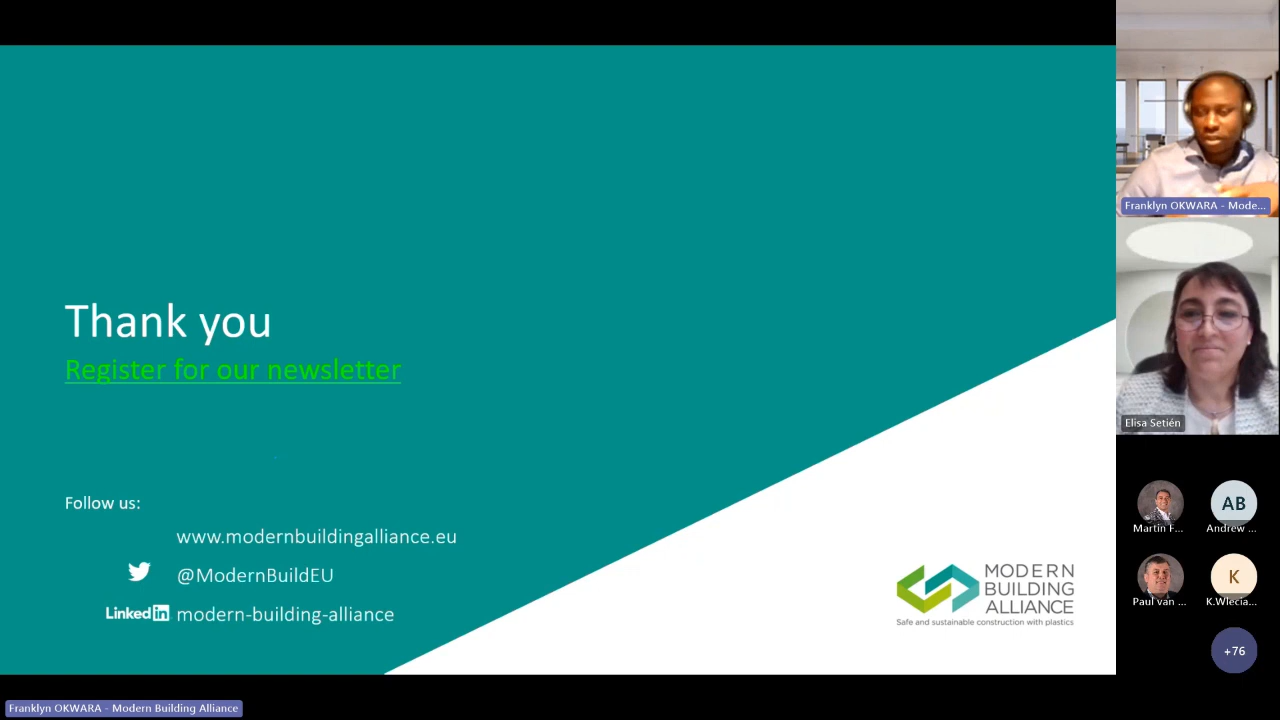 Thank you
Register for our newsletter
Follow us:
www.modernbuildingalliance.eu
@ModernBuildEU
Linked in modern-building-alliance
MODERN
BUILDING
ALLIANCE
Safe and sustainable construction with plastics
Franklyn OKWARA - Mode...
Elisa Setién
Martin F...
AB
Andrew ...
Paul van ...
K
K.Wlecia...
+76
Franklyn OKWARA - Modern Building Alliance